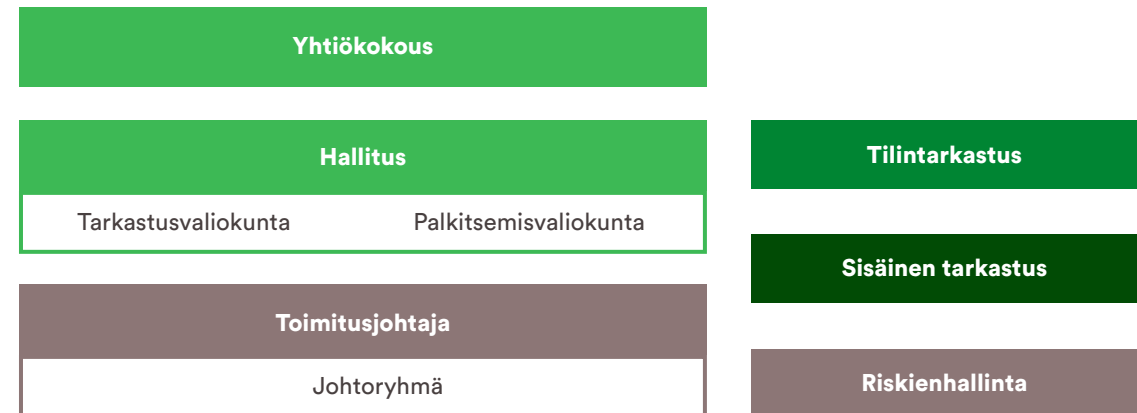 Yhtiökokous
Hallitus
Tarkastusvaliokunta Palkitsemisvaliokunta
Toimitusjohtaja
Johtoryhmä
Tilintarkastus
Sisäinen tarkastus
Riskienhallinta